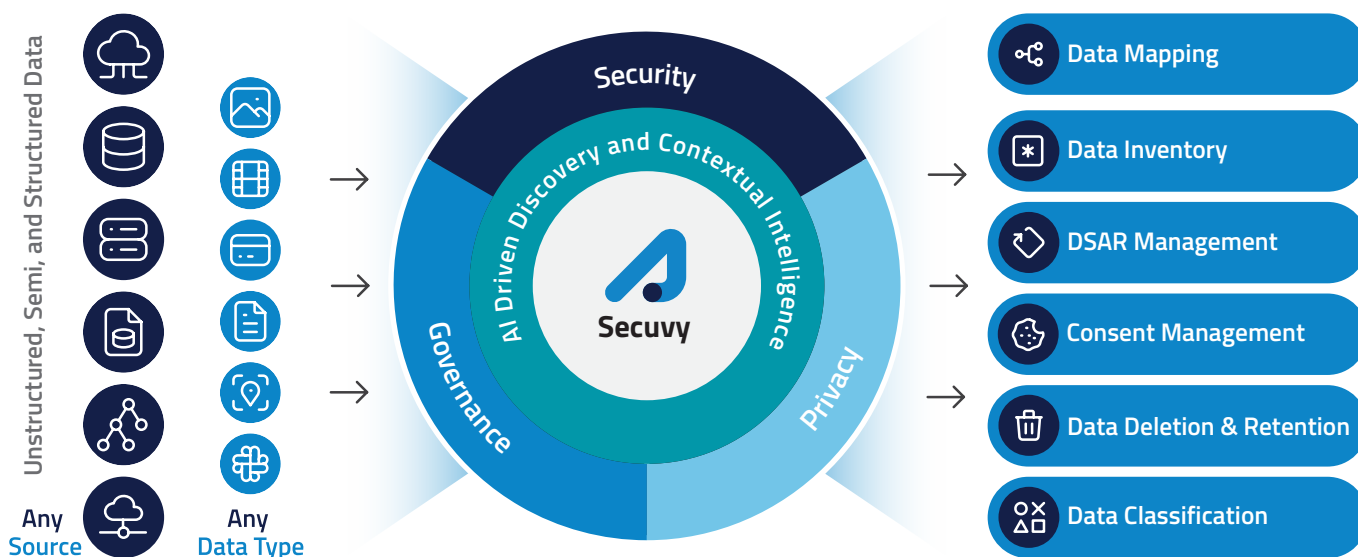 Unstructured, Semi, and Structured Data
Any
Source
Any
Data Type
Security
Governance
Privacy
AI Driven Discovery and Contextual Intelligence
Secuvy
Data Mapping
Data Inventory
DSAR Management
Consent Management
Data Deletion & Retention
Data Classification